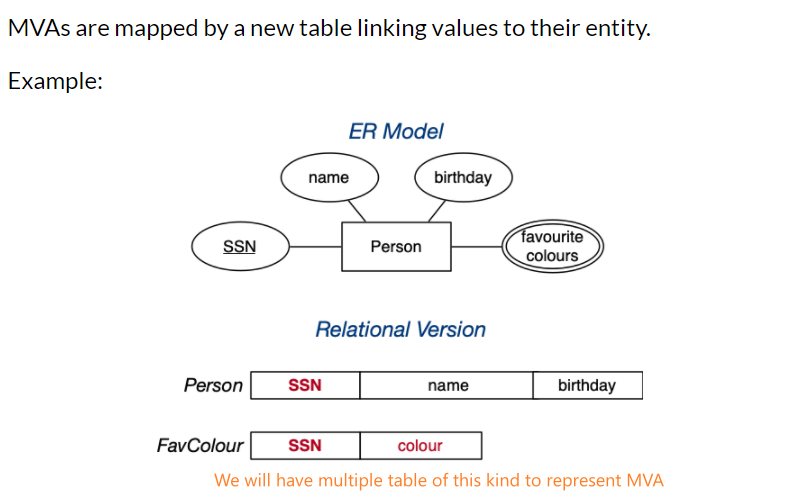 MVAs are mapped by a new table linking values to their entity.
Example:
ER Model
name
birthday
SSN
Person
favourite
colours
Relational Version
Person SSN name birthday
FavColour SSN colour
We will have multiple table of this kind to represent MVA